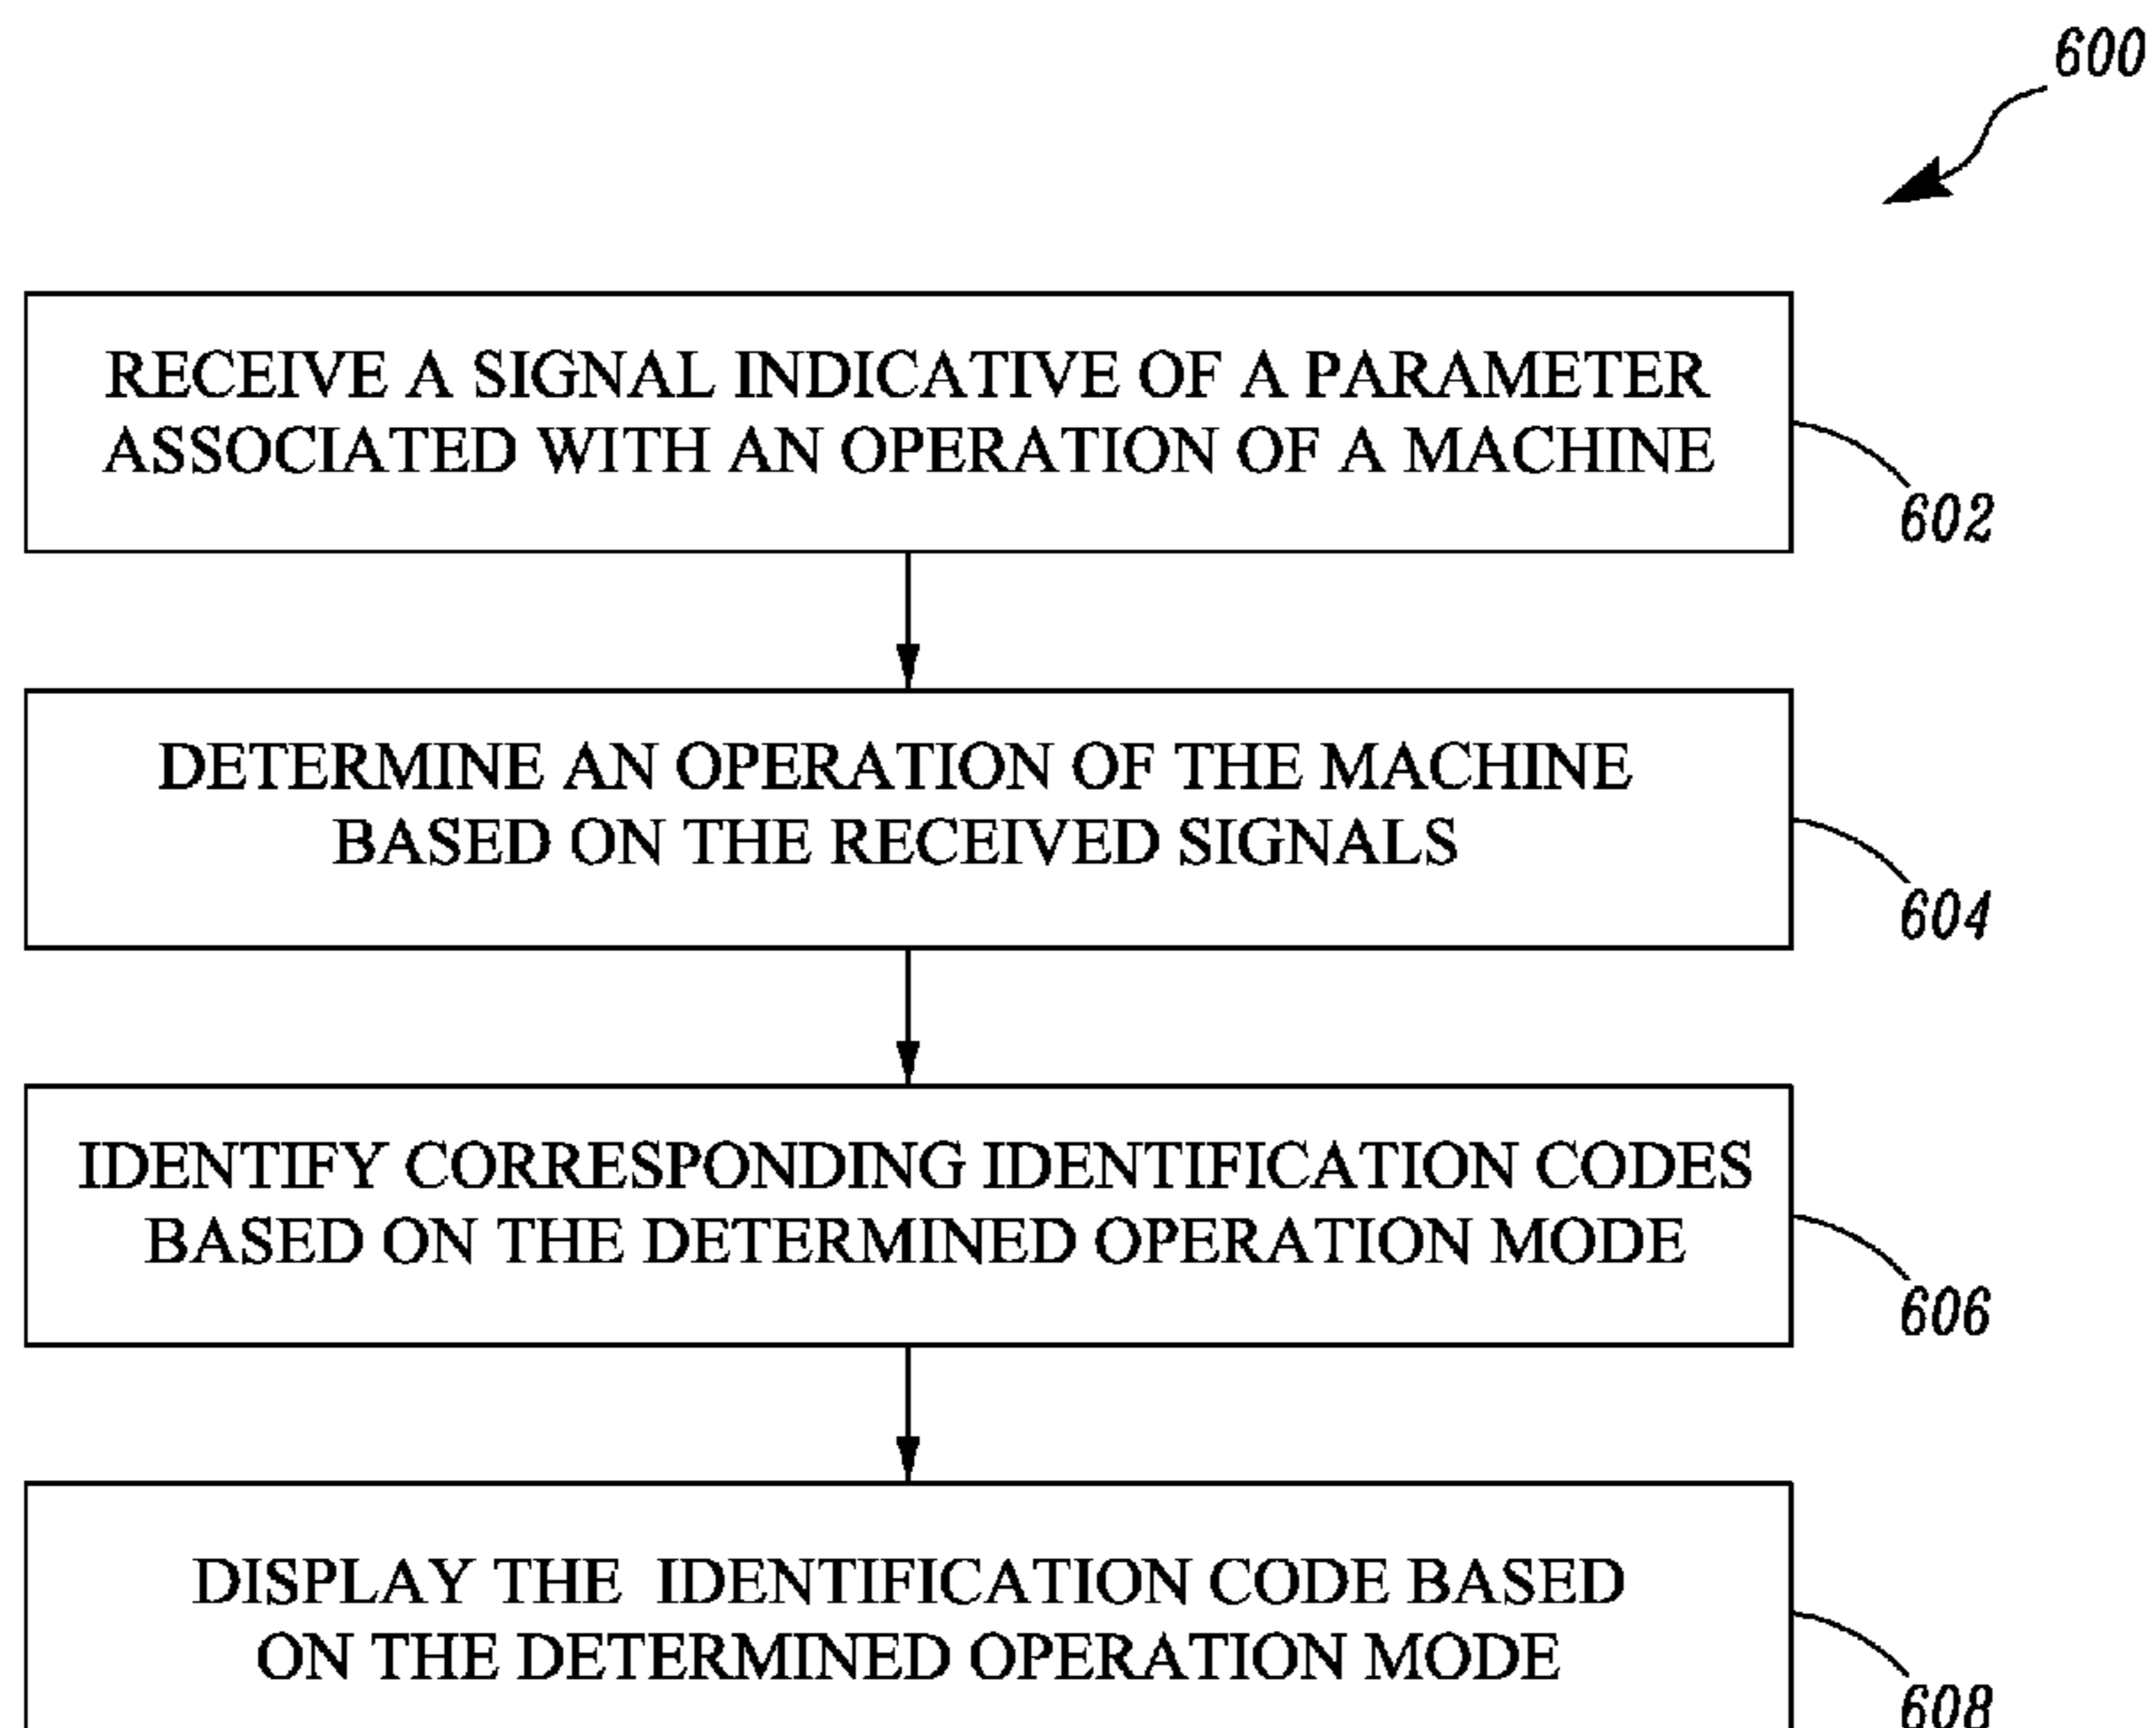 600
RECEIVE A SIGNAL INDICATIVE OF A PARAMETER
ASSOCIATED WITH AN OPERATION OF A MACHINE
602
DETERMINE AN OPERATION OF THE MACHINE
BASED ON THE RECEIVED SIGNALS
604
IDENTIFY CORRESPONDING IDENTIFICATION CODES
BASED ON THE DETERMINED OPERATION MODE
606
DISPLAY THE IDENTIFICATION CODE BASED
ON THE DETERMINED OPERATION MODE
608